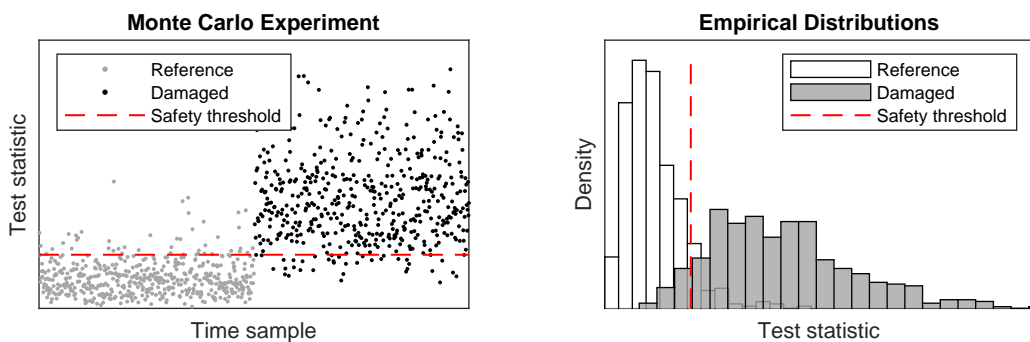 Monte Carlo Experiment
Reference
Damaged
Safety threshold
Test statistic
Time sample
Empirical Distributions
Reference
Damaged
Safety threshold
Density
Test statistic